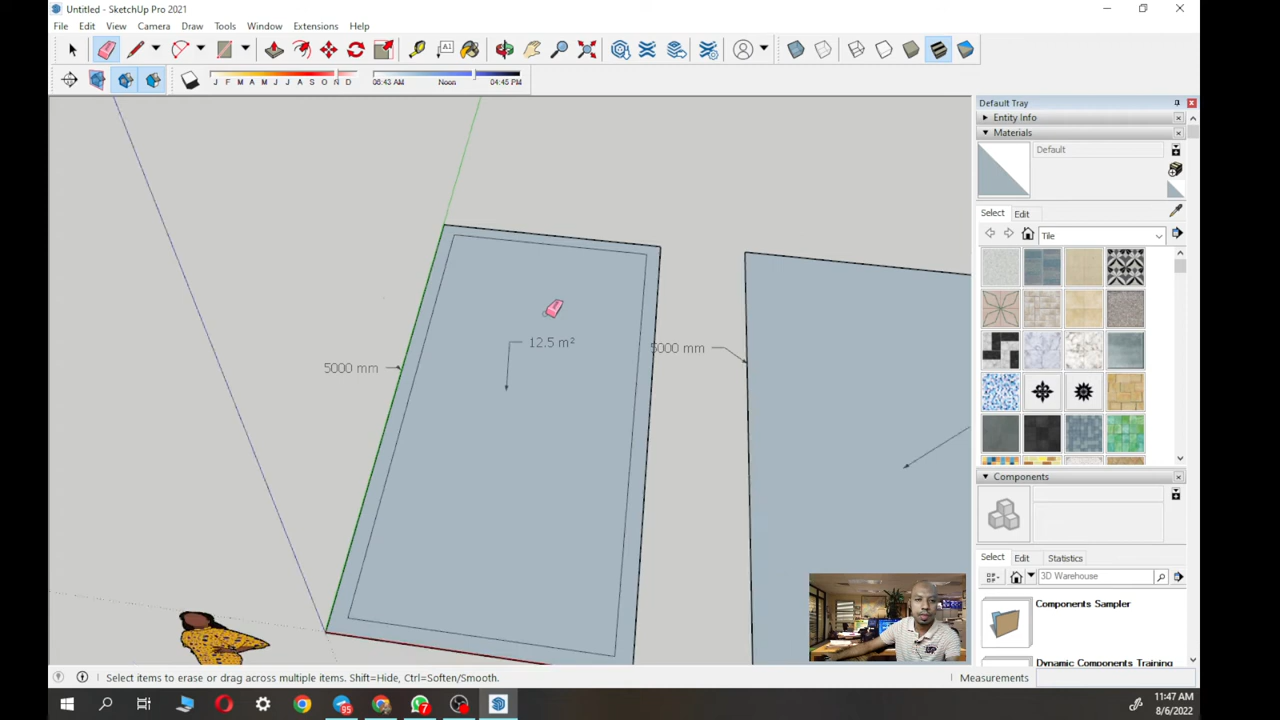 Untitled - SketchUp Pro 2021
File Edit View Camera Draw Tools Window Extensions Help
A1
J F M A M J J A S O N D
06:43 AM Noon 04:45 PM
Default Tray
Entity Info
Materials
Default
Select Edit
Tile
5000 mm
12.5 m²
5000 mm
Components
Select Edit Statistics
3D Warehouse
Components Sampler
Dynamic Components Training
Select items to erase or drag across multiple items. Shift=Hide, Ctrl=Soften/Smooth.
Measurements
95
7
11:47 AM
8/6/2022